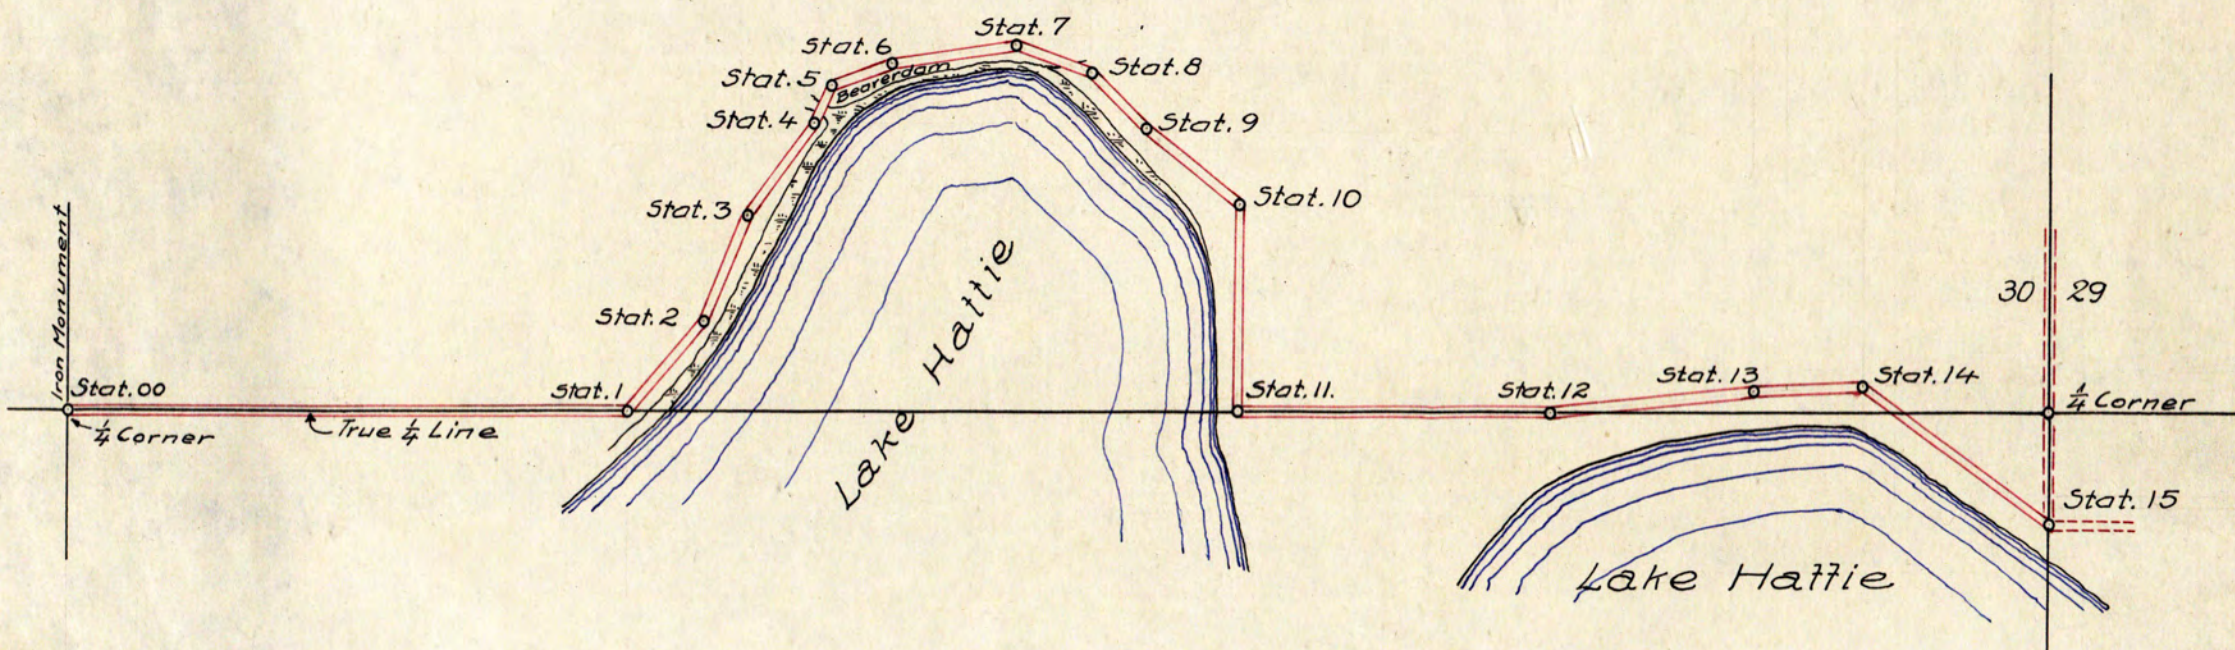 Stat. 7
Stat. 6
Stat. 5
Beaverdam
Stat. 8
Stat. 4
Stat. 9
Stat. 3
Stat. 10
Iron Monument
Stat. 2
Lake Hattie
30 29
Stat. 00
Stat. 1
Stat. 11.
Stat. 12
Stat. 13
Stat. 14
1/4 Corner
1/4 Corner
True 1/4 Line
Stat. 15
Lake Hattie